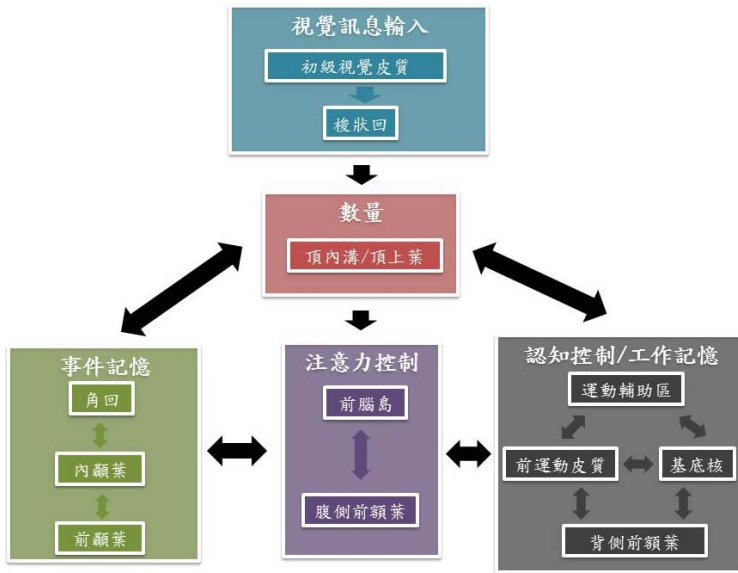 視覺訊息輸入
初級視覺皮質
梭狀回
數量
頂內溝/頂上葉
事件記憶
角回
內顳葉
前顳葉
注意力控制
前腦島
腹側前額葉
認知控制/工作記憶
運動輔助區
前運動皮質
基底核
背側前額葉